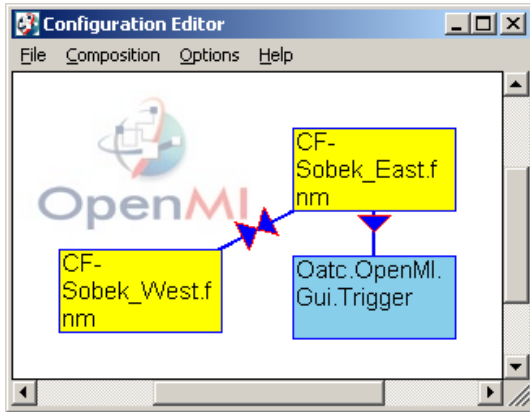 Configuration Editor
File Composition Options Help
OpenMI
CF-
Sobek_East.f
nm
CF-
Sobek_West.f
nm
Oatc.OpenMI.
Gui.Trigger